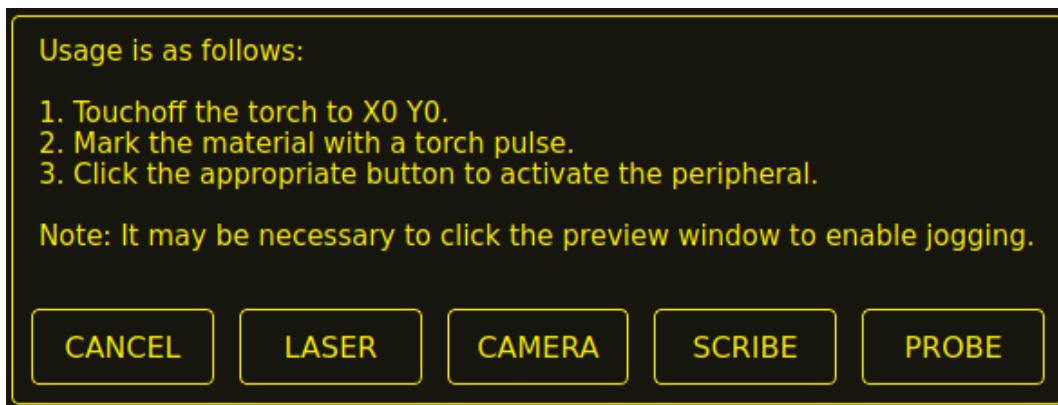 Usage is as follows:
1. Touchoff the torch to X0 Y0.
2. Mark the material with a torch pulse.
3. Click the appropriate button to activate the peripheral.
Note: It may be necessary to click the preview window to enable jogging.
CANCEL LASER CAMERA SCRIBE PROBE